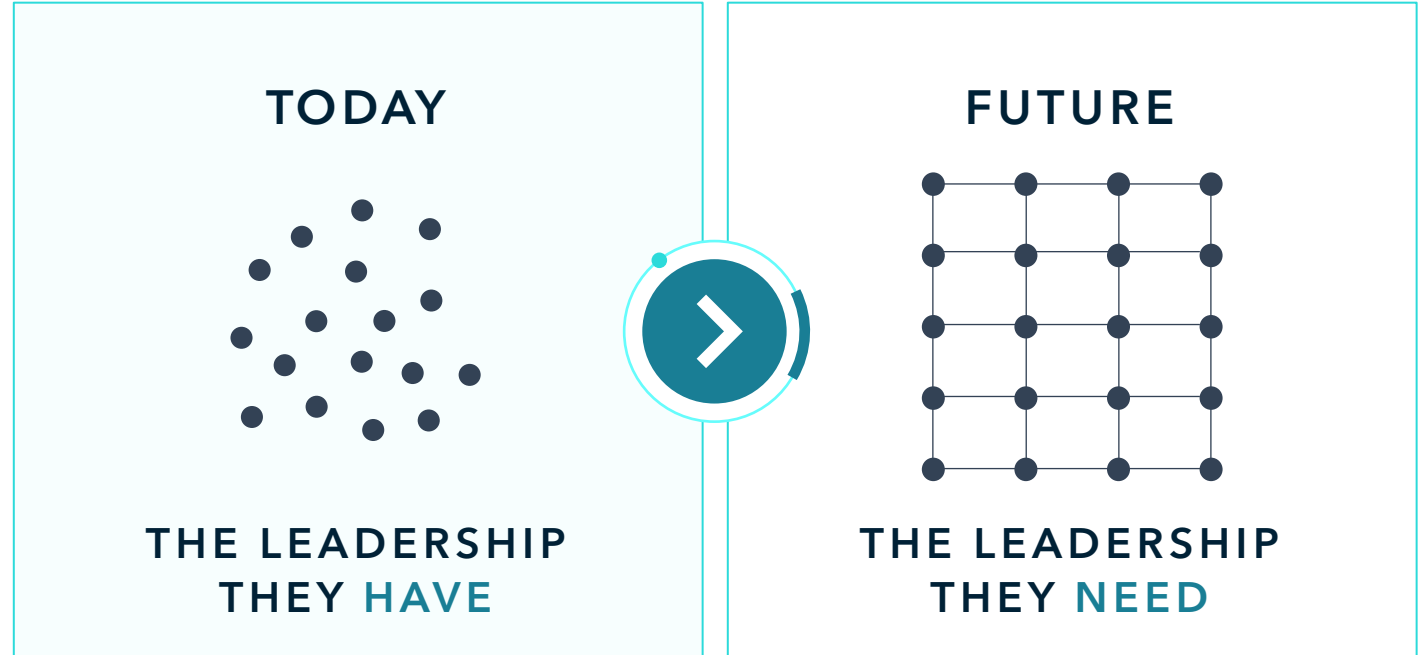 TODAY
THE LEADERSHIP
THEY HAVE
FUTURE
THE LEADERSHIP
THEY NEED